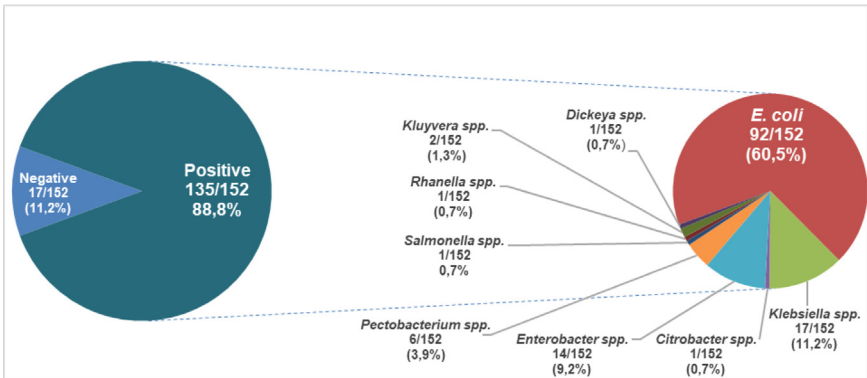 Negative
17/152
(11,2%)
Positive
135/152
88,8%
Kluyvera spp.
2/152
(1,3%)
Dickeya spp.
1/152
(0,7%)
E. coli
92/152
(60,5%)
Rhanella spp.
1/152
(0,7%)
Salmonella spp.
1/152
0,7%
Pectobacterium spp.
6/152
(3,9%)
Enterobacter spp.
14/152
(9,2%)
Citrobacter spp.
1/152
(0,7%)
Klebsiella spp.
17/152
(11,2%)